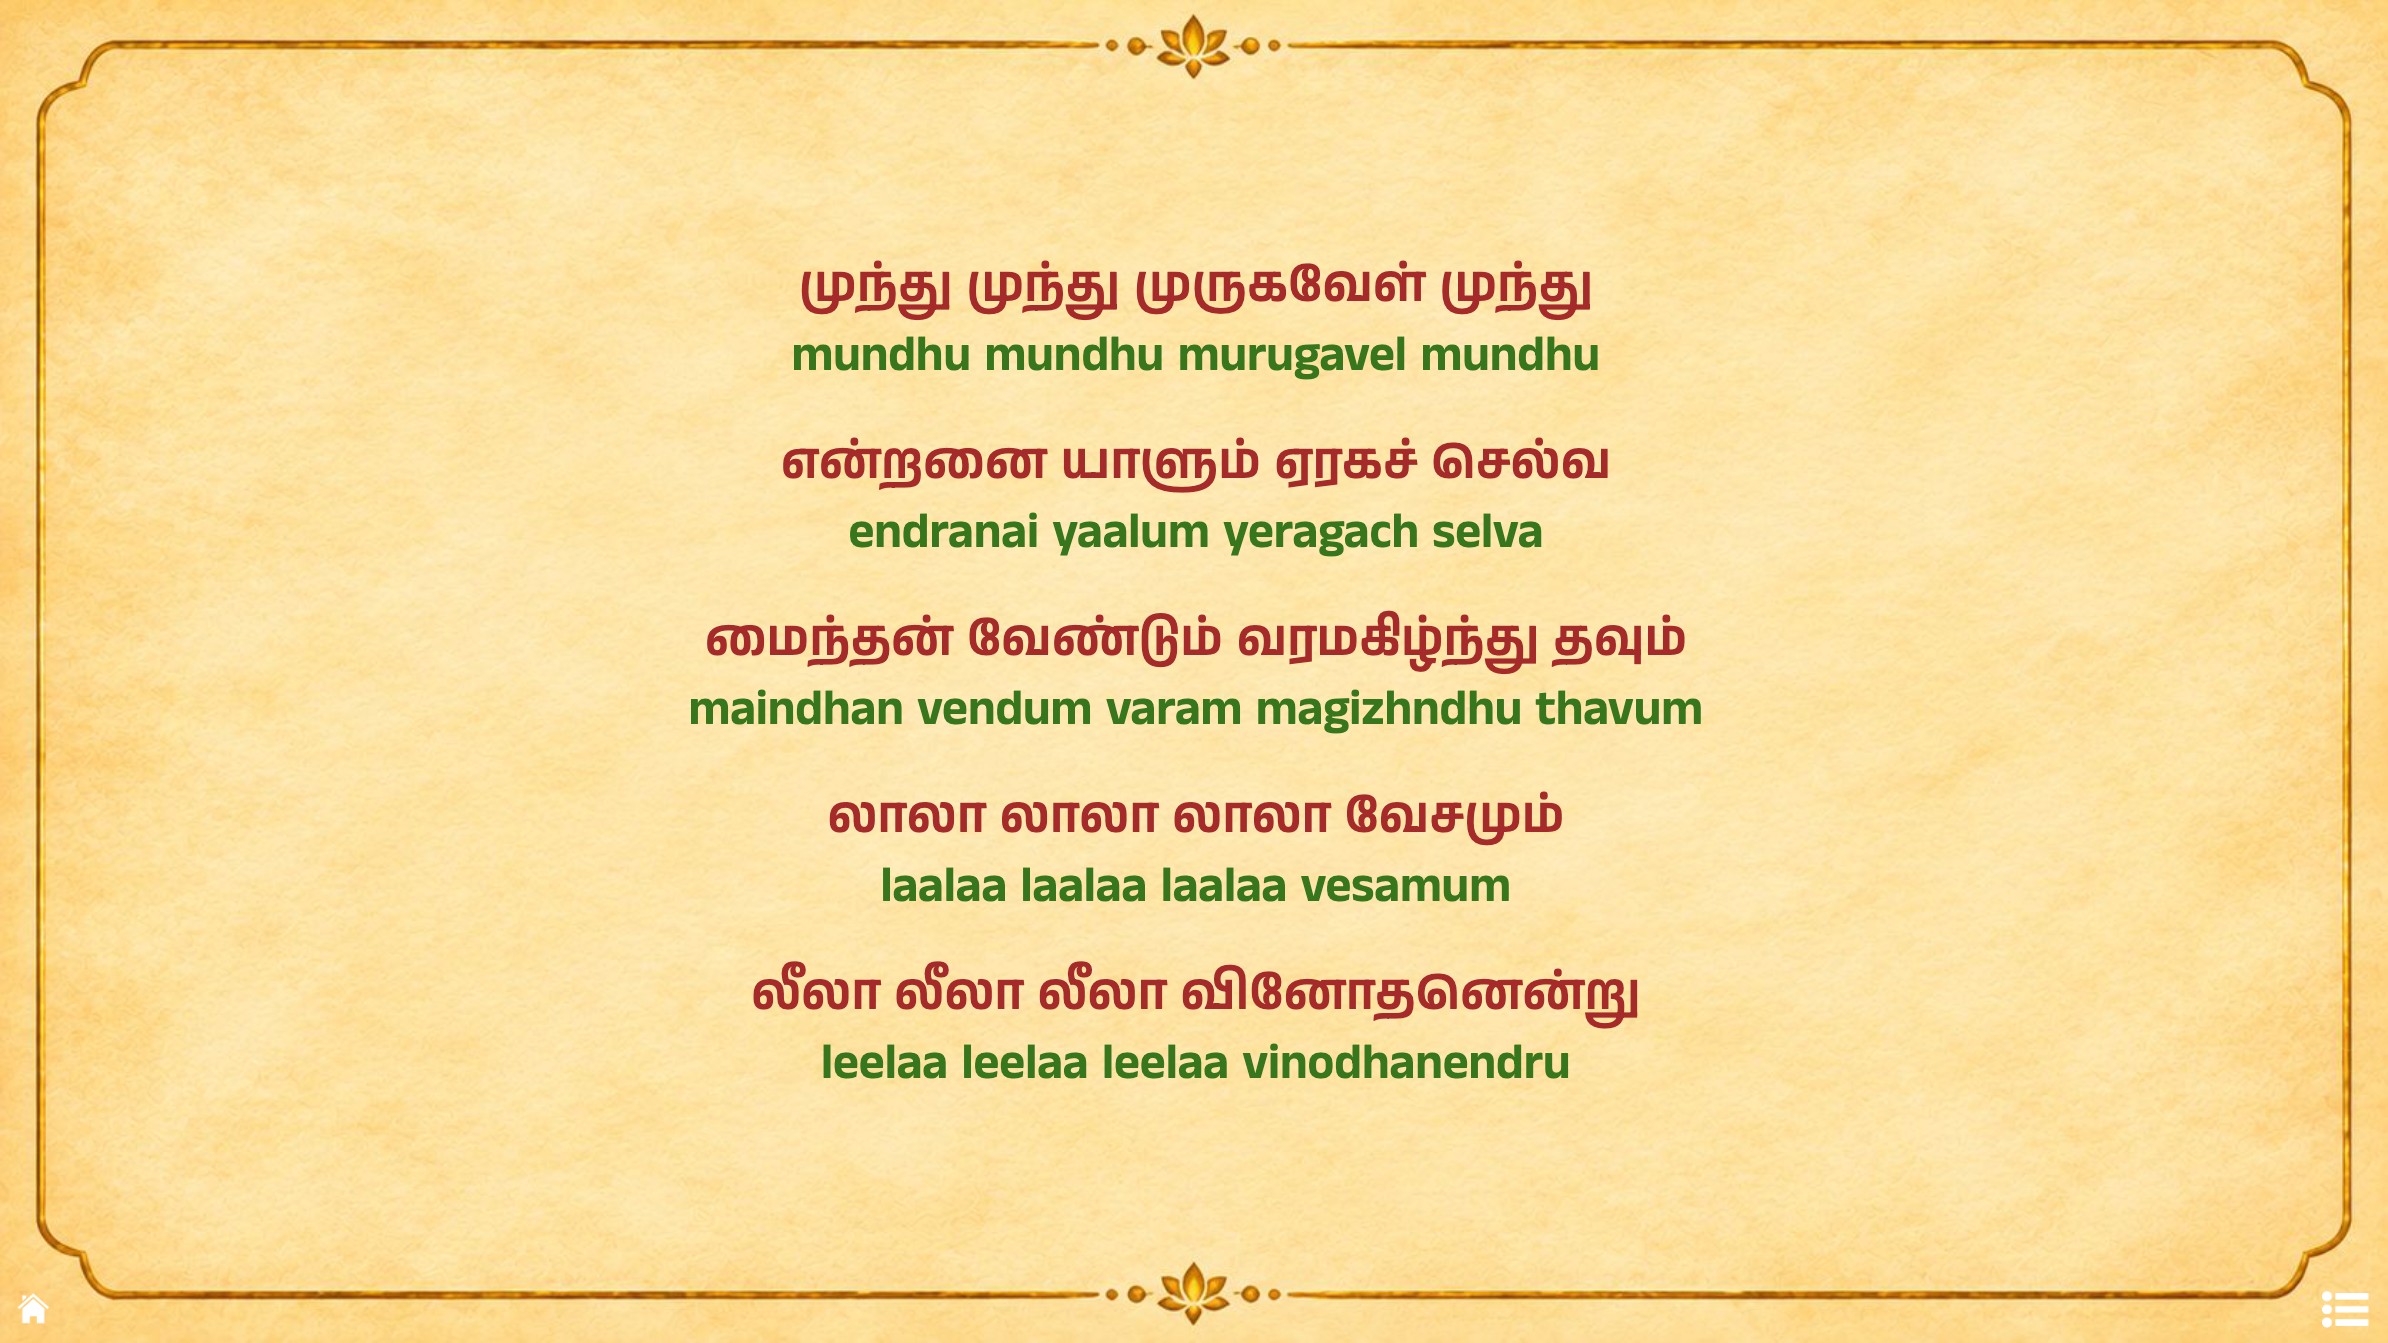 முந்து முந்து முருகவேள் முந்து
mundhu mundhu murugavel mundhu
என்றனை யாளும் ஏரகச் செல்வ
endranai yaalum yeragach selva
மைந்தன் வேண்டும் வரமகிழ்ந்து தவும்
maindhan vendum varam magizhndhu thavum
லாலா லாலா லாலா வேசமும்
laalaa laalaa laalaa vesamum
லீலா லீலா லீலா வினோதனென்று
leelaa leelaa leelaa vinodhanendru